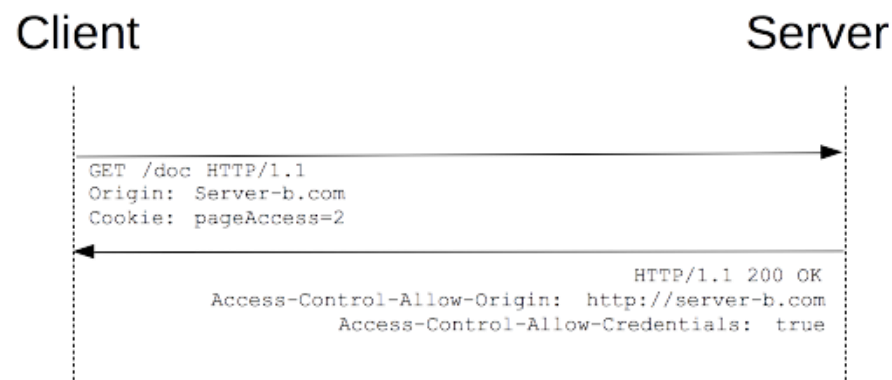 Client
Server
GET /doc HTTP/1.1
Origin: Server-b.com
Cookie: pageAccess=2
HTTP/1.1 200 OK
Access-Control-Allow-Origin: http://server-b.com
Access-Control-Allow-Credentials: true